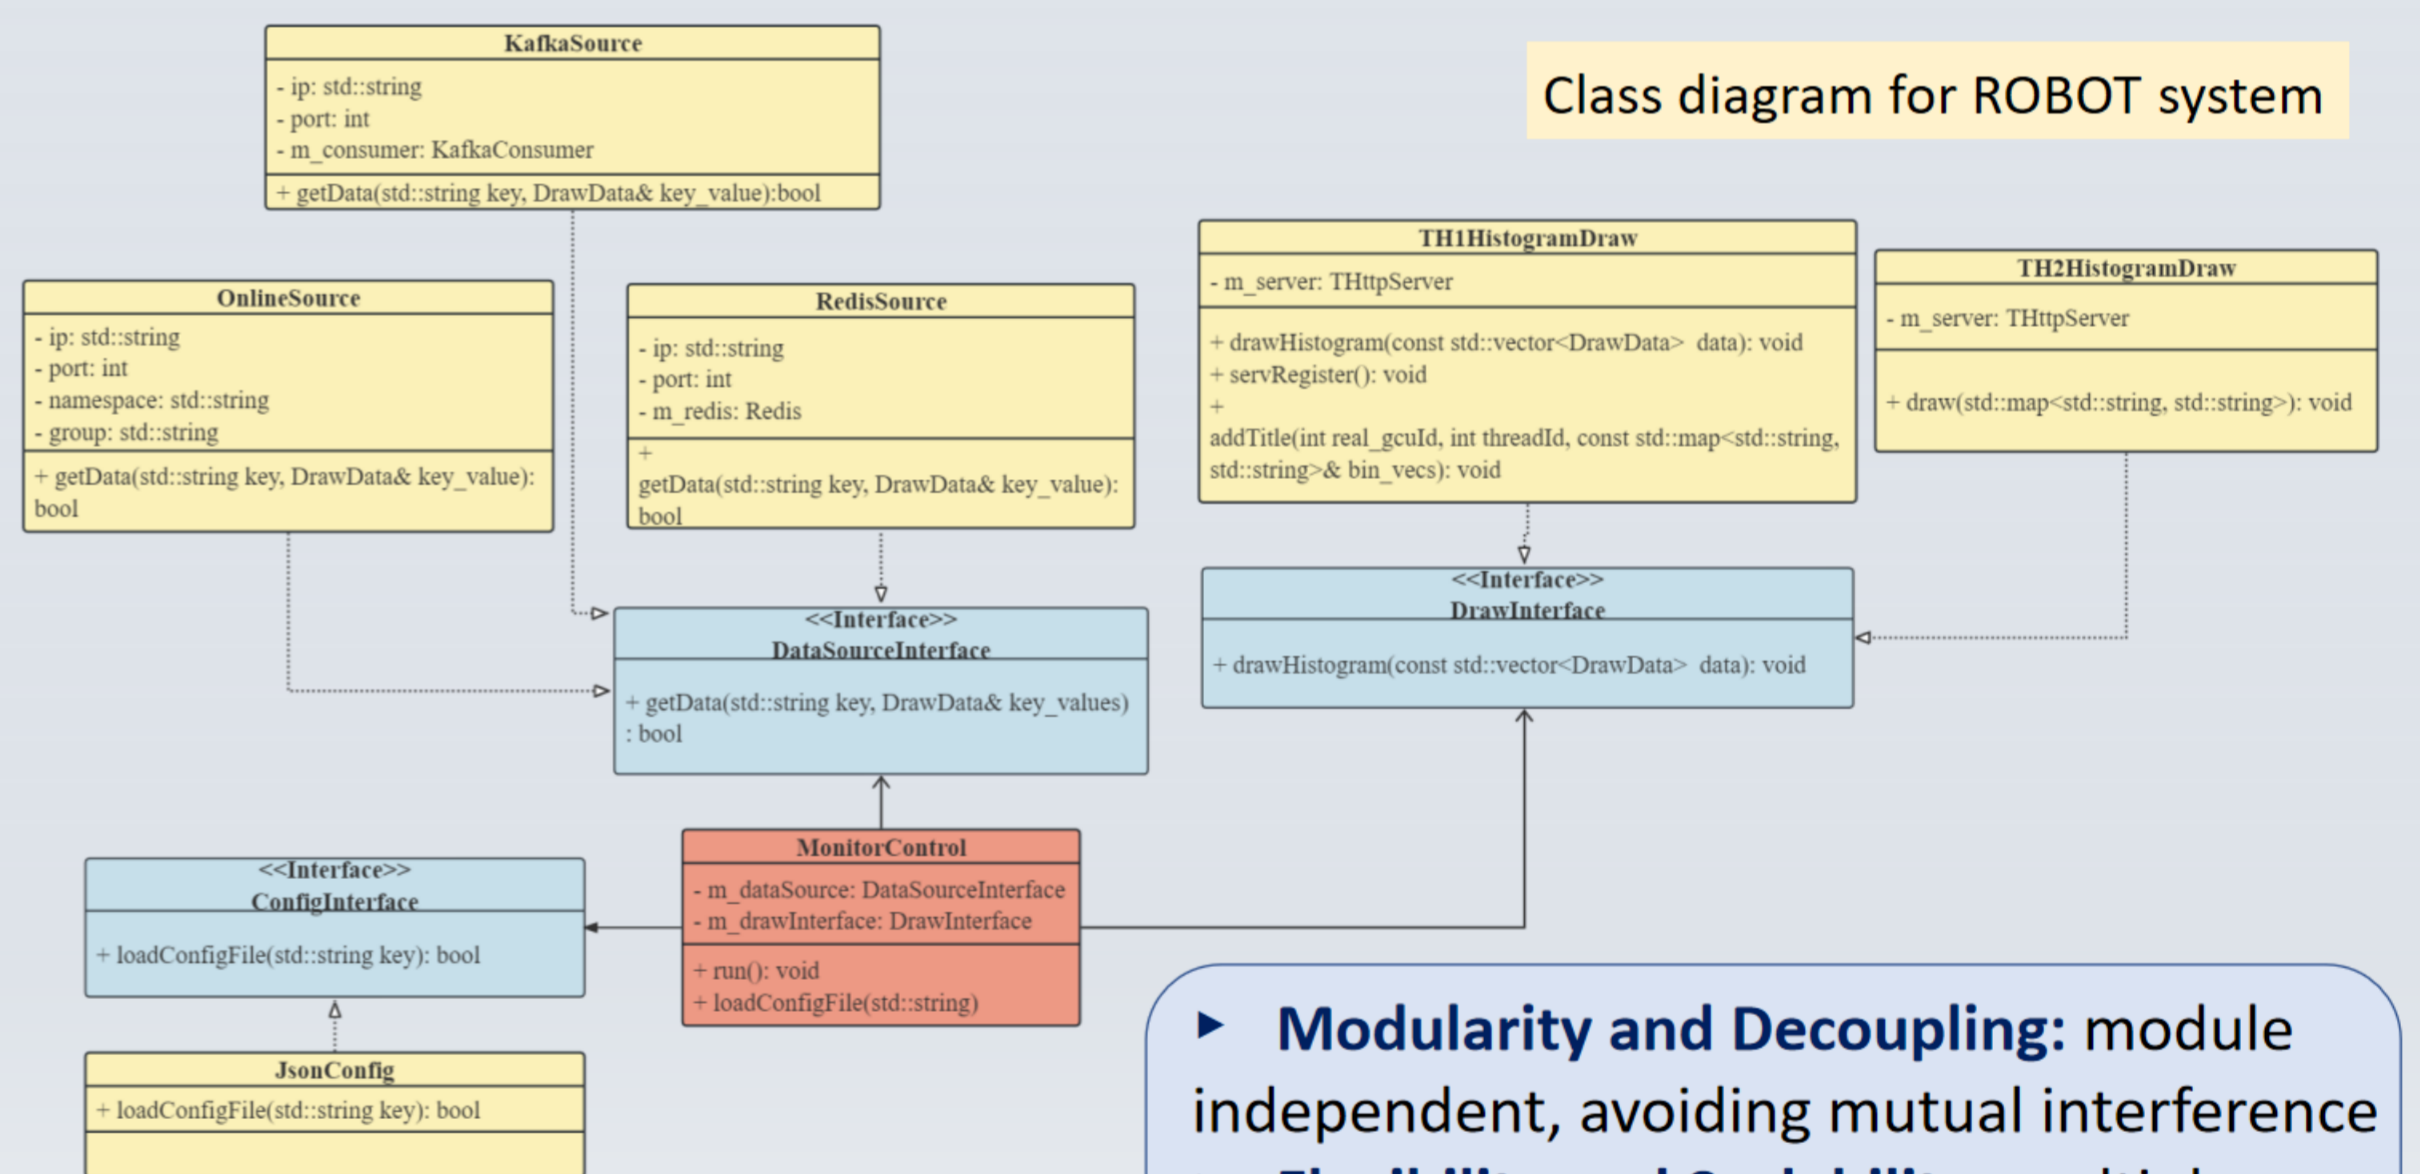 KafkaSource
- ip: std::string
- port: int
- m_consumer: KafkaConsumer
+ getData(std::string key, DrawData& key_value):bool
Class diagram for ROBOT system
OnlineSource
- ip: std::string
- port: int
- namespace: std::string
- group: std::string
+ getData(std::string key, DrawData& key_value):
bool
RedisSource
- ip: std::string
- port: int
- m_redis: Redis
+
getData(std::string key, DrawData& key_value):
bool
TH1HistogramDraw
- m_server: THttpServer
+ drawHistogram(const std::vector<DrawData> data): void
+ servRegister(): void
+
addTitle(int real_gcuId, int threadId, const std::map<std::string,
std::string>& bin_vecs): void
TH2HistogramDraw
- m_server: THttpServer
+ draw(std::map<std::string, std::string>): void
<<Interface>>
DataSourceInterface
+ getData(std::string key, DrawData& key_values)
: bool
<<Interface>>
DrawInterface
+ drawHistogram(const std::vector<DrawData> data): void
<<Interface>>
ConfigInterface
+ loadConfigFile(std::string key): bool
MonitorControl
- m_dataSource: DataSourceInterface
- m_drawInterface: DrawInterface
+ run(): void
+ loadConfigFile(std::string)
JsonConfig
+ loadConfigFile(std::string key): bool
► Modularity and Decoupling: module
independent, avoiding mutual interference